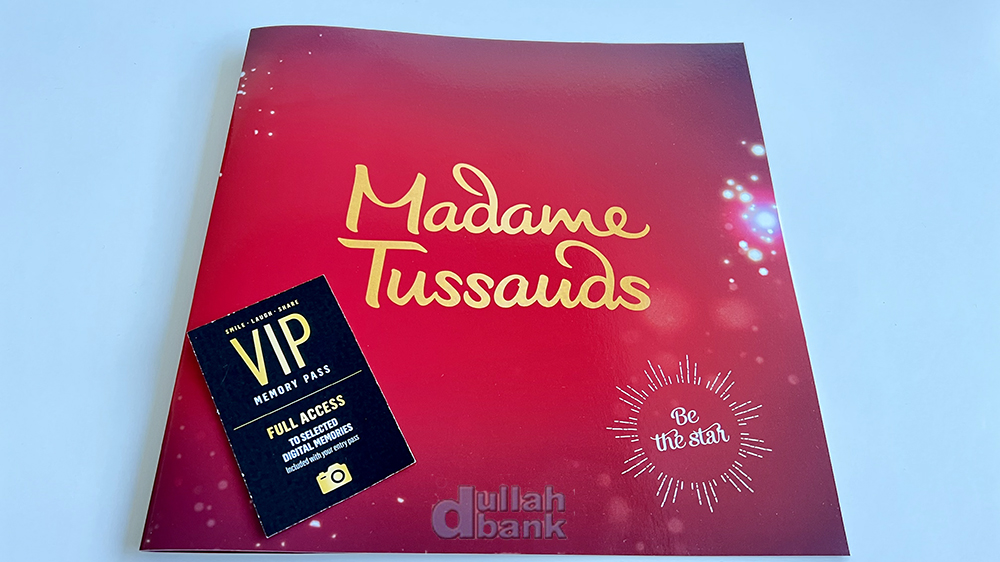 Madame
Tussauds
SMILE · LAUGH · SHARE
VIP
MEMORY PASS
FULL ACCESS
TO SELECTED
DIGITAL MEMORIES
Included with your entry pass
Be
the star
dullah
bank